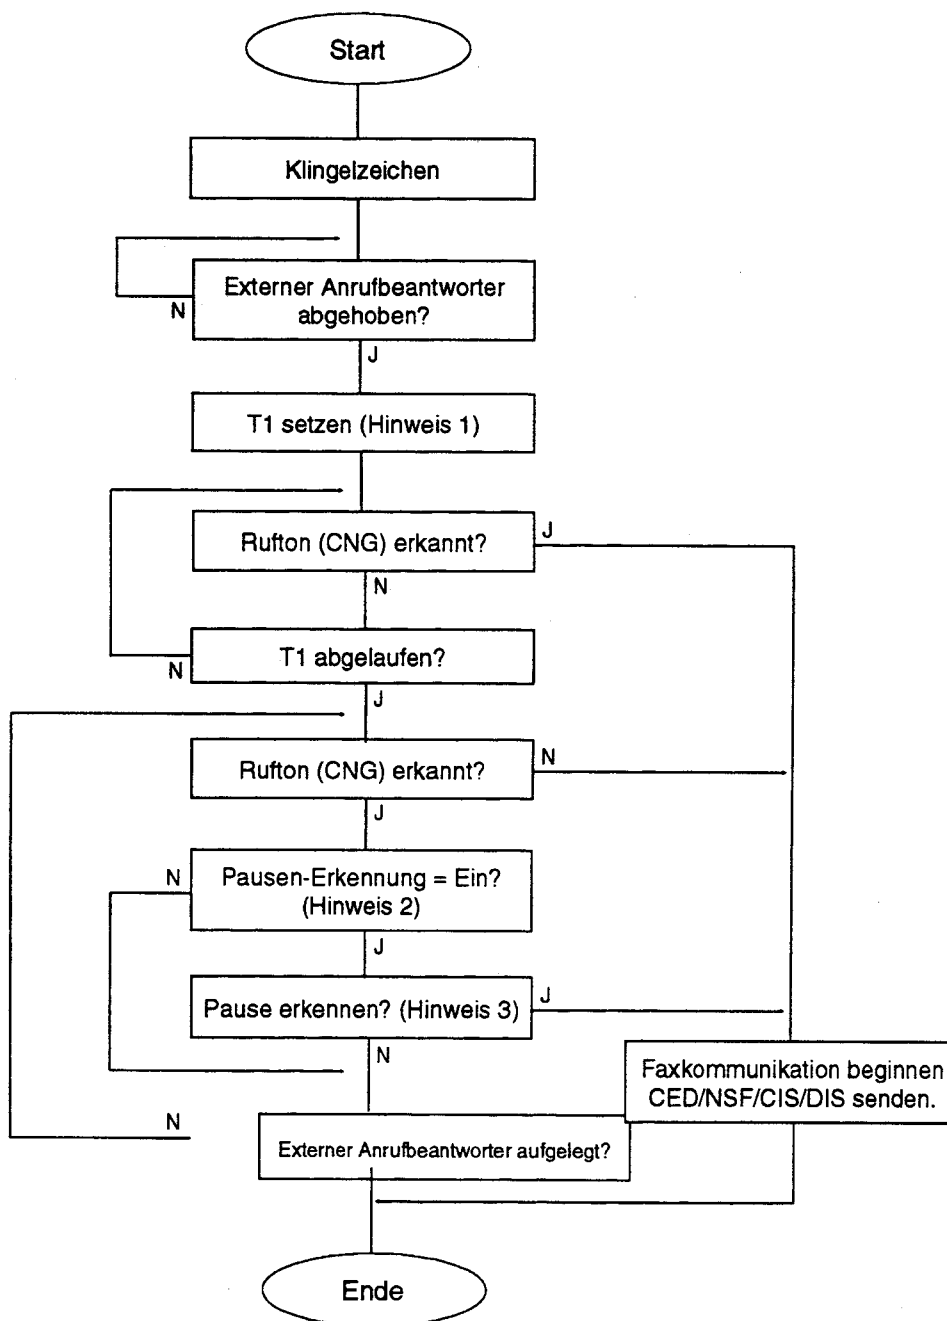 Start
Klingelzeichen
Externer Anrufbeantworter
abgehoben?
N
J
T1 setzen (Hinweis 1)
Rufton (CNG) erkannt?
J
N
T1 abgelaufen?
N
J
Rufton (CNG) erkannt?
N
J
N
Pausen-Erkennung = Ein?
(Hinweis 2)
J
Pause erkennen? (Hinweis 3)
J
N
Faxkommunikation beginnen
CED/NSF/CIS/DIS senden.
N
Externer Anrufbeantworter aufgelegt?
Ende